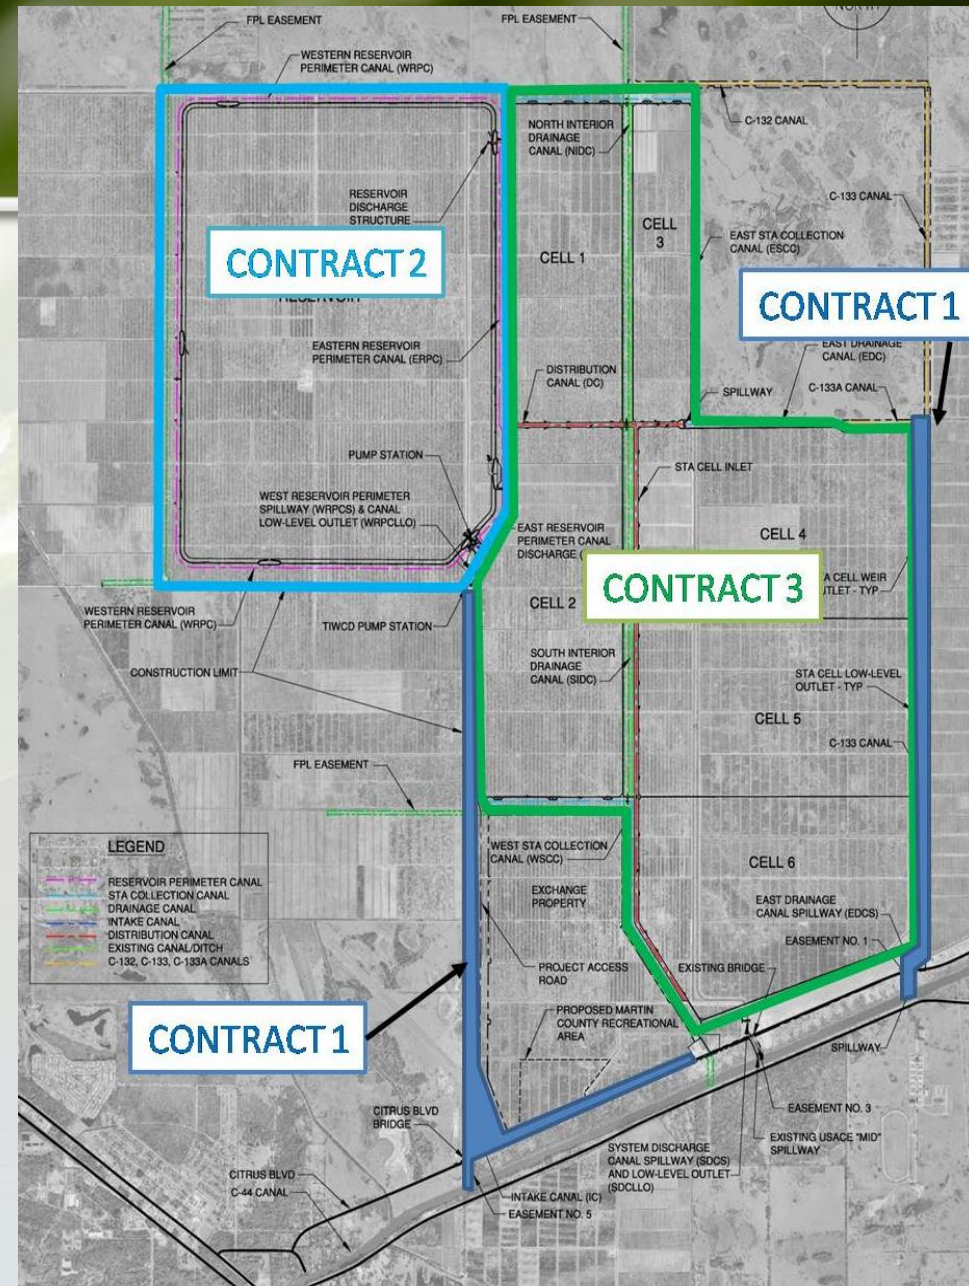 NORTH
FPL EASEMENT
FPL EASEMENT
WESTERN RESERVOIR
PERIMETER CANAL (WRPC)
C-132 CANAL
NORTH INTERIOR
DRAINAGE
CANAL (NIDC)
RESERVOIR
DISCHARGE
STRUCTURE
C-133 CANAL
CELL
3
EAST STA COLLECTION
CANAL (ESCC)
CELL 1
CONTRACT 2
RESERVOIR
CONTRACT 1
EASTERN RESERVOIR
PERIMETER CANAL (ERPC)
EAST DRAINAGE
CANAL (EDC)
DISTRIBUTION
CANAL (DC)
SPILLWAY
C-133A CANAL
PUMP STATION
STA CELL INLET
WEST RESERVOIR PERIMETER
SPILLWAY (WRPCS) & CANAL
LOW-LEVEL OUTLET (WRPCLLO)
EAST RESERVOIR
PERIMETER CANAL
DISCHARGE (
CELL 4
CONTRACT 3
A CELL WEIR
UTLET - TYP
CELL 2
WESTERN RESERVOIR
PERIMETER CANAL (WRPC)
TIWCD PUMP STATION
CONSTRUCTION LIMIT
SOUTH INTERIOR
DRAINAGE
CANAL (SIDC)
STA CELL LOW-LEVEL
OUTLET - TYP
CELL 5
C-133 CANAL
FPL EASEMENT
LEGEND
RESERVOIR PERIMETER CANAL
STA COLLECTION CANAL
DRAINAGE CANAL
INTAKE CANAL
DISTRIBUTION CANAL
EXISTING CANAL/DITCH
C-132, C-133, C-133A CANALS
WEST STA COLLECTION
CANAL (WSCC)
CELL 6
EXCHANGE
PROPERTY
EAST DRAINAGE
CANAL SPILLWAY (EDCS)
EASEMENT NO. 1
PROJECT ACCESS
ROAD
EXISTING BRIDGE
CONTRACT 1
PROPOSED MARTIN
COUNTY RECREATIONAL
AREA
SPILLWAY
CITRUS BLVD
BRIDGE
EASEMENT NO. 3
EXISTING USACE "MID"
SPILLWAY
SYSTEM DISCHARGE
CANAL SPILLWAY (SDCS)
AND LOW-LEVEL OUTLET
(SDCLLO)
CITRUS BLVD
C-44 CANAL
INTAKE CANAL (IC)
EASEMENT NO. 5